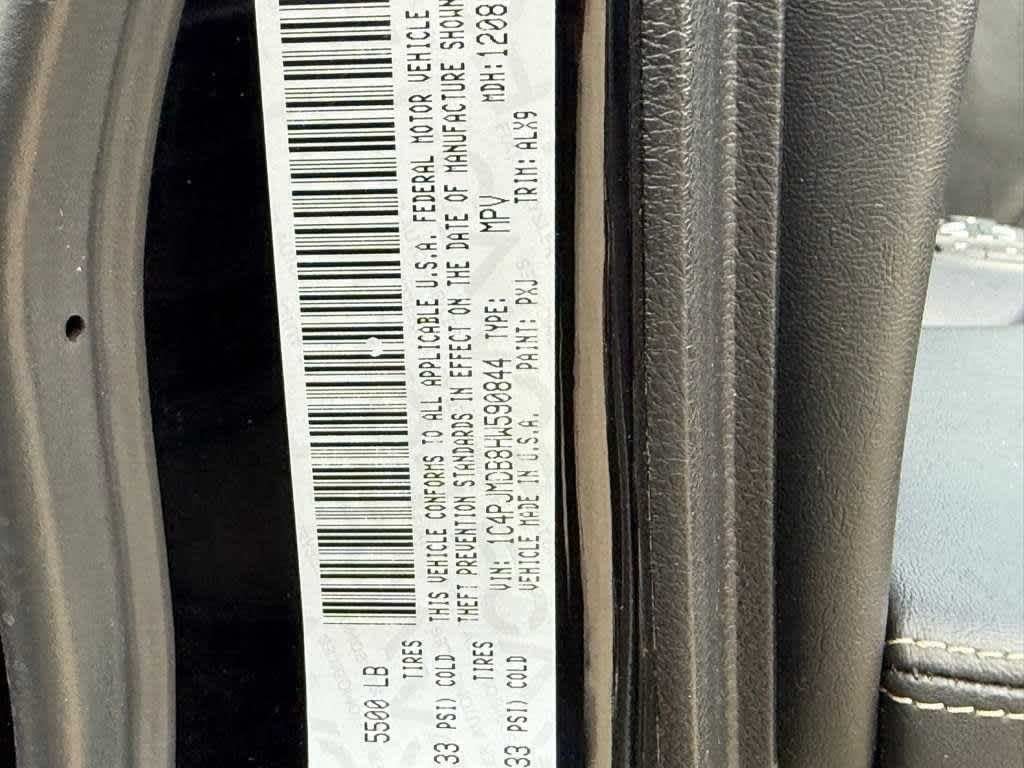 5500 LB
TIRES
33 PSI) COLD
TIRES
33 PSI) COLD
THIS VEHICLE CONFORMS TO ALL APPLICABLE U.S.A. FEDERAL MOTOR VEHICLE
THEFT PREVENTION STANDARDS IN EFFECT ON THE DATE OF MANUFACTURE SHOWN
VIN: 1C4PJMDB8HW590844 TYPE: MPV MDH: 1208
VEHICLE MADE IN U.S.A. PAINT: PXJ TRIM: ALX9